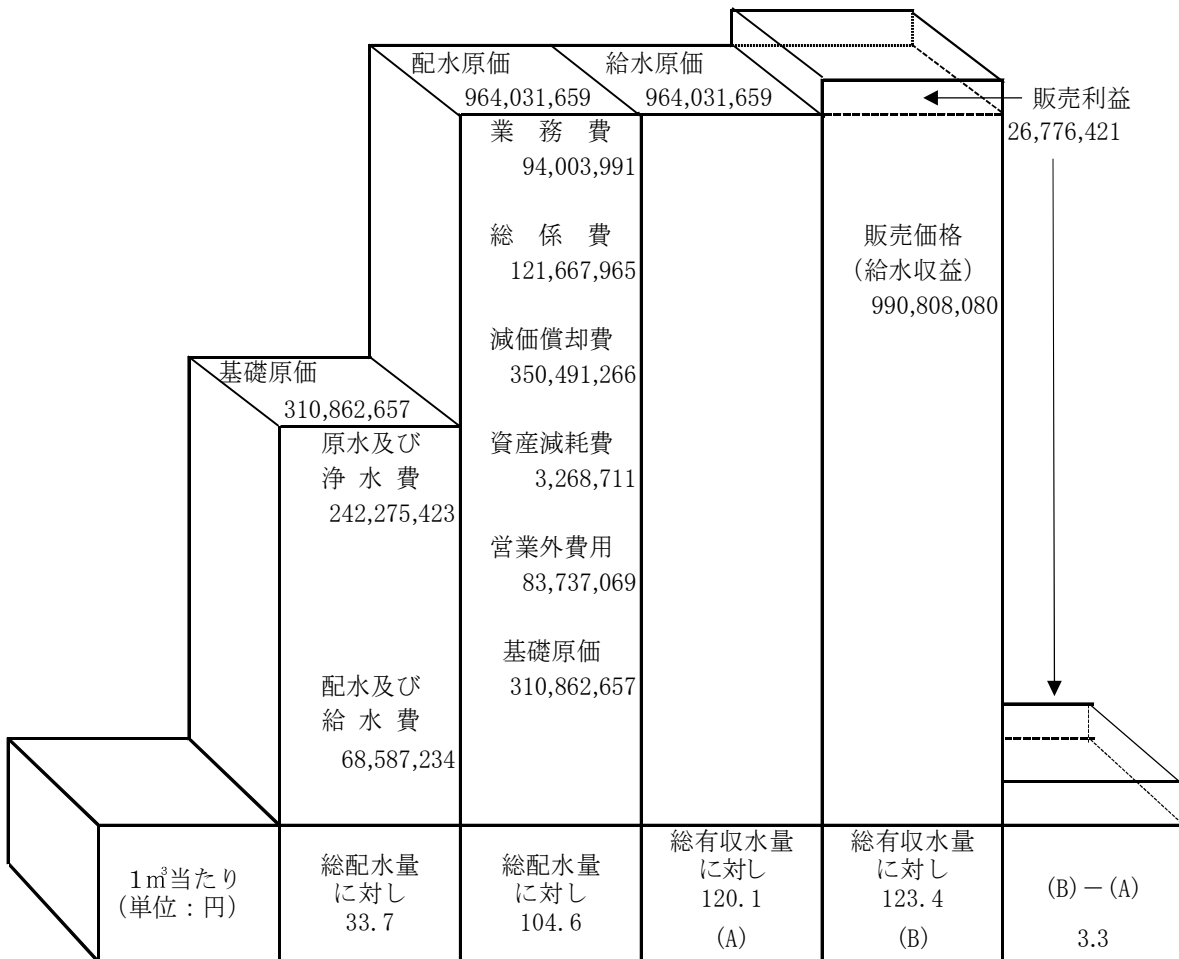 配水原価
964,031,659
給水原価
964,031,659
販売利益
26,776,421
業務費
94,003,991
総係費
121,667,965
減価償却費
350,491,266
資産減耗費
3,268,711
営業外費用
83,737,069
基礎原価
310,862,657
販売価格
(給水収益)
990,808,080
基礎原価
310,862,657
原水及び
浄水費
242,275,423
配水及び
給水費
68,587,234
1㎥当たり
(単位：円)
総配水量
に対し
33.7
総配水量
に対し
104.6
総有収水量
に対し
120.1
(A)
総有収水量
に対し
123.4
(B)
(B)－(A)
3.3